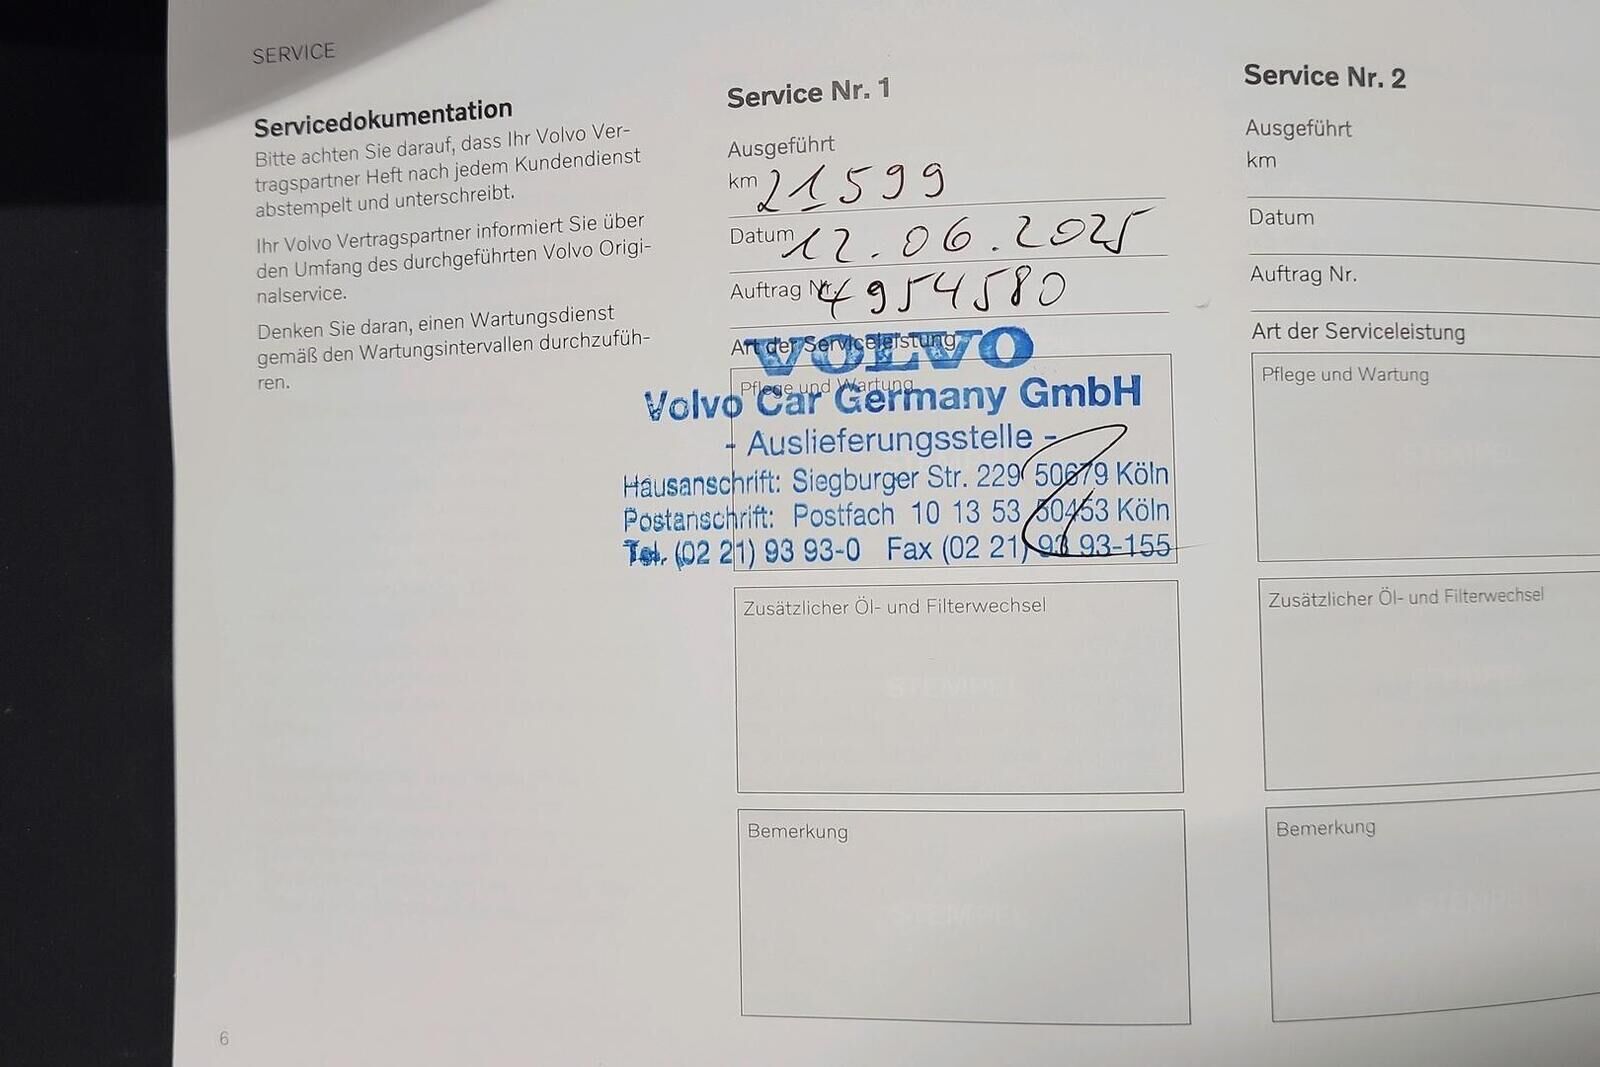 SERVICE
Servicedokumentation
Bitte achten Sie darauf, dass Ihr Volvo Ver-
tragspartner Heft nach jedem Kundendienst
abstempelt und unterschreibt.
Ihr Volvo Vertragspartner informiert Sie über
den Umfang des durchgeführten Volvo Origi-
nalservice.
Denken Sie daran, einen Wartungsdienst
gemäß den Wartungsintervallen durchzufüh-
ren.
Service Nr. 1
Ausgeführt
km 21599
Datum 12.06.2025
Auftrag Nr. 4954580
Art der Serviceleistung
VOLVO
Pflege und Wartung
Volvo Car Germany GmbH
- Auslieferungsstelle -
Hausanschrift: Siegburger Str. 229 50679 Köln
Postanschrift: Postfach 10 13 53 50453 Köln
Tel. (02 21) 93 93-0 Fax (02 21) 93 93-155
Zusätzlicher Öl- und Filterwechsel
STEMPEL
Bemerkung
STEMPEL
Service Nr. 2
Ausgeführt
km
Datum
Auftrag Nr.
Art der Serviceleistung
Pflege und Wartung
STEMPEL
Zusätzlicher Öl- und Filterwechsel
Bemerkung
STEMPEL
6